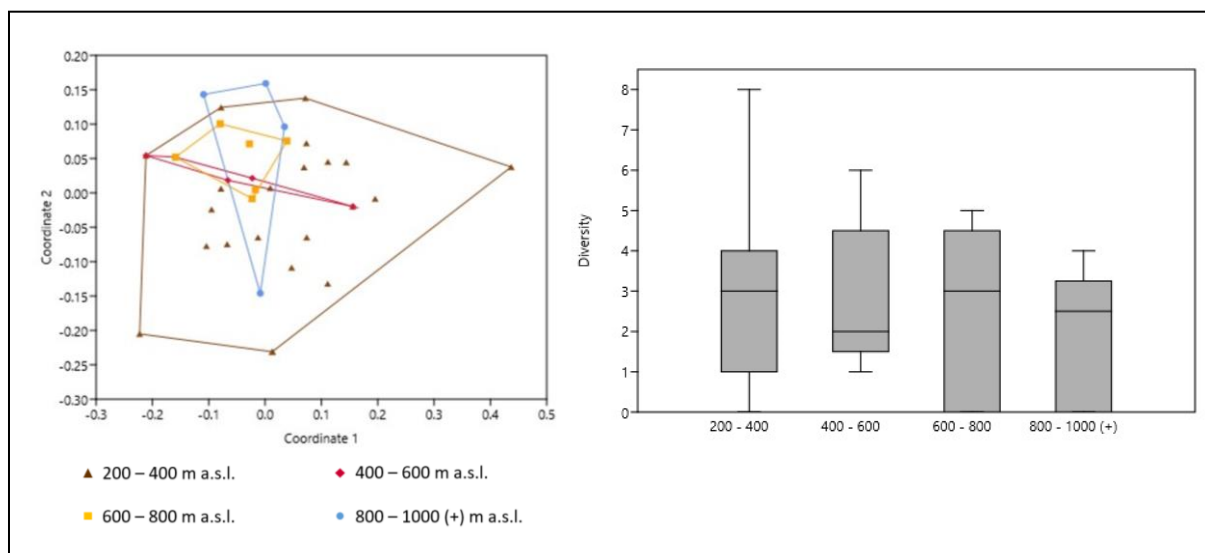 0.20
0.15
0.10
0.05
0.00
-0.05
-0.10
-0.15
-0.20
-0.25
-0.30
Coordinate 2
-0.3 -0.2 -0.1 0.0 0.1 0.2 0.3 0.4 0.5
Coordinate 1
200 – 400 m a.s.l. 400 – 600 m a.s.l.
600 – 800 m a.s.l. 800 – 1000 (+) m a.s.l.
8
7
6
5
4
3
2
1
0
Diversity
200 - 400 400 - 600 600 - 800 800 - 1000 (+)